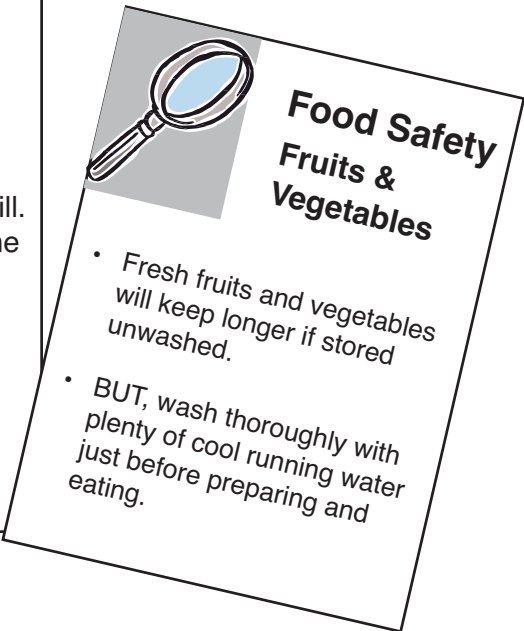 ill.
Food Safety
Fruits &
Vegetables
• Fresh fruits and vegetables
will keep longer if stored
unwashed.
• BUT, wash thoroughly with
plenty of cool running water
just before preparing and
eating.